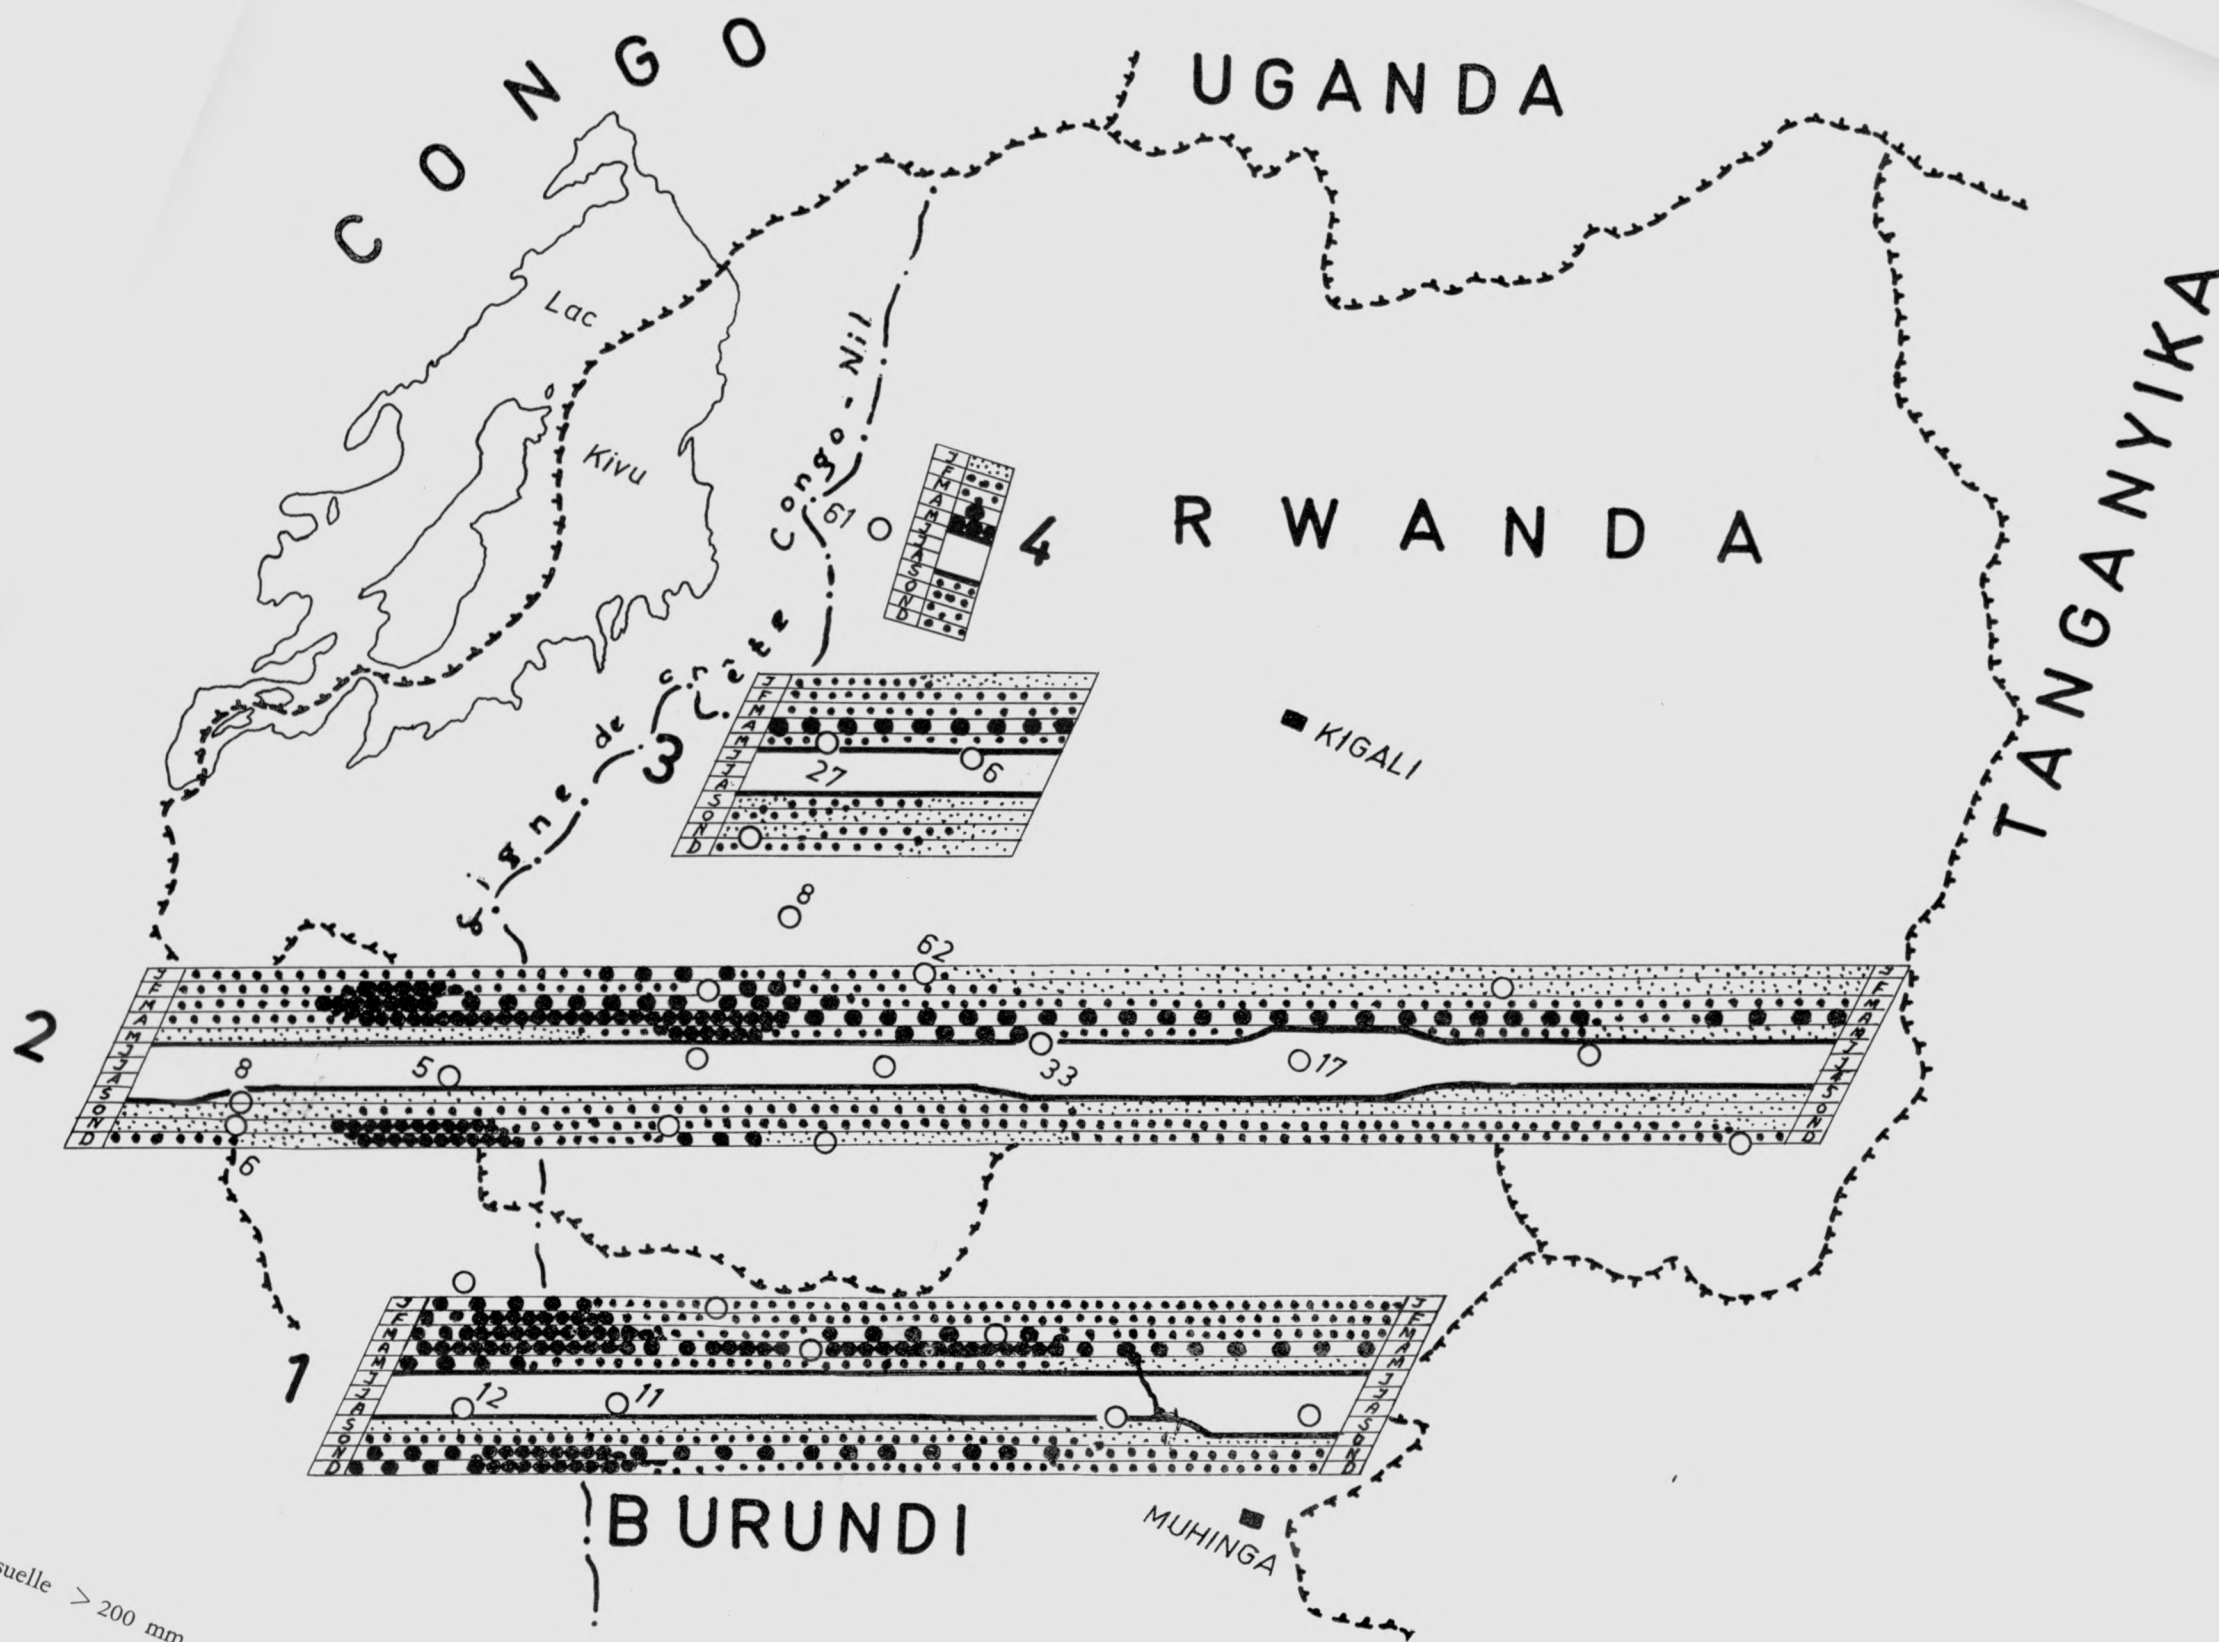 CONGO
UGANDA
TANGANYIKA
Lac
Kivu
Ligne de crête Congo-Nil
61
J
F
M
A
M
J
J
A
S
O
N
D
4
RWANDA
3
J
F
M
A
M
J
J
A
S
O
N
D
27
6
KIGALI
8
62
2
J
F
M
A
M
J
J
A
S
O
N
D
8
5
33
17
6
J
F
M
A
M
J
J
A
S
O
N
D
1
J
F
M
A
M
J
J
A
S
O
N
D
12
11
J
F
M
A
M
J
J
A
S
O
N
D
BURUNDI
MUHINGA
suelle > 200 mm